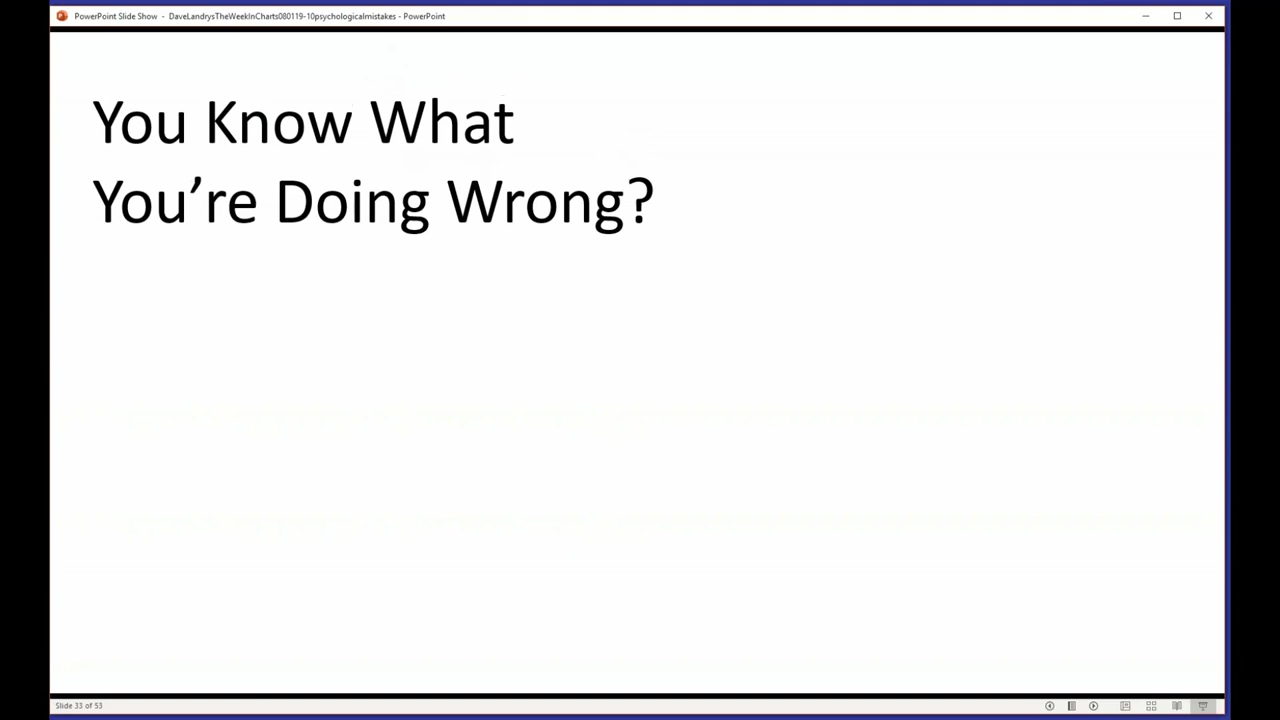 PowerPoint Slide Show - DaveLandrysTheWeekInCharts080119-10psychologicalmistakes - PowerPoint
You Know What
You’re Doing Wrong?
Slide 33 of 53